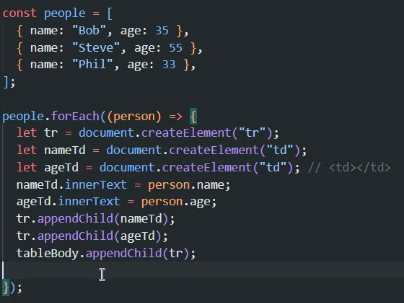 const people = [
  { name: "Bob", age: 35 },
  { name: "Steve", age: 55 },
  { name: "Phil", age: 33 },
];

people.forEach((person) => {
  let tr = document.createElement("tr");
  let nameTd = document.createElement("td");
  let ageTd = document.createElement("td"); // <td></td>
  nameTd.innerText = person.name;
  ageTd.innerText = person.age;
  tr.appendChild(nameTd);
  tr.appendChild(ageTd);
  tableBody.appendChild(tr);

});